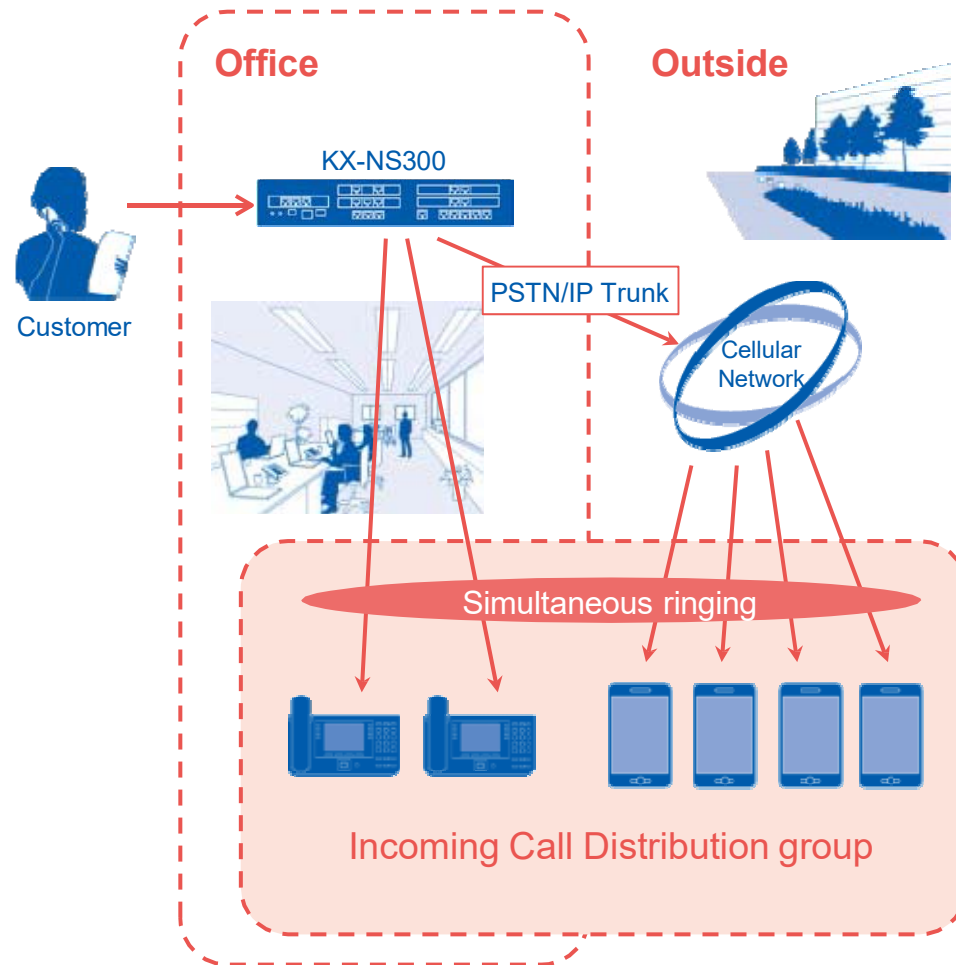 Office
Outside
KX-NS300
PSTN/IP Trunk
Customer
Cellular
Network
Simultaneous ringing
Incoming Call Distribution group